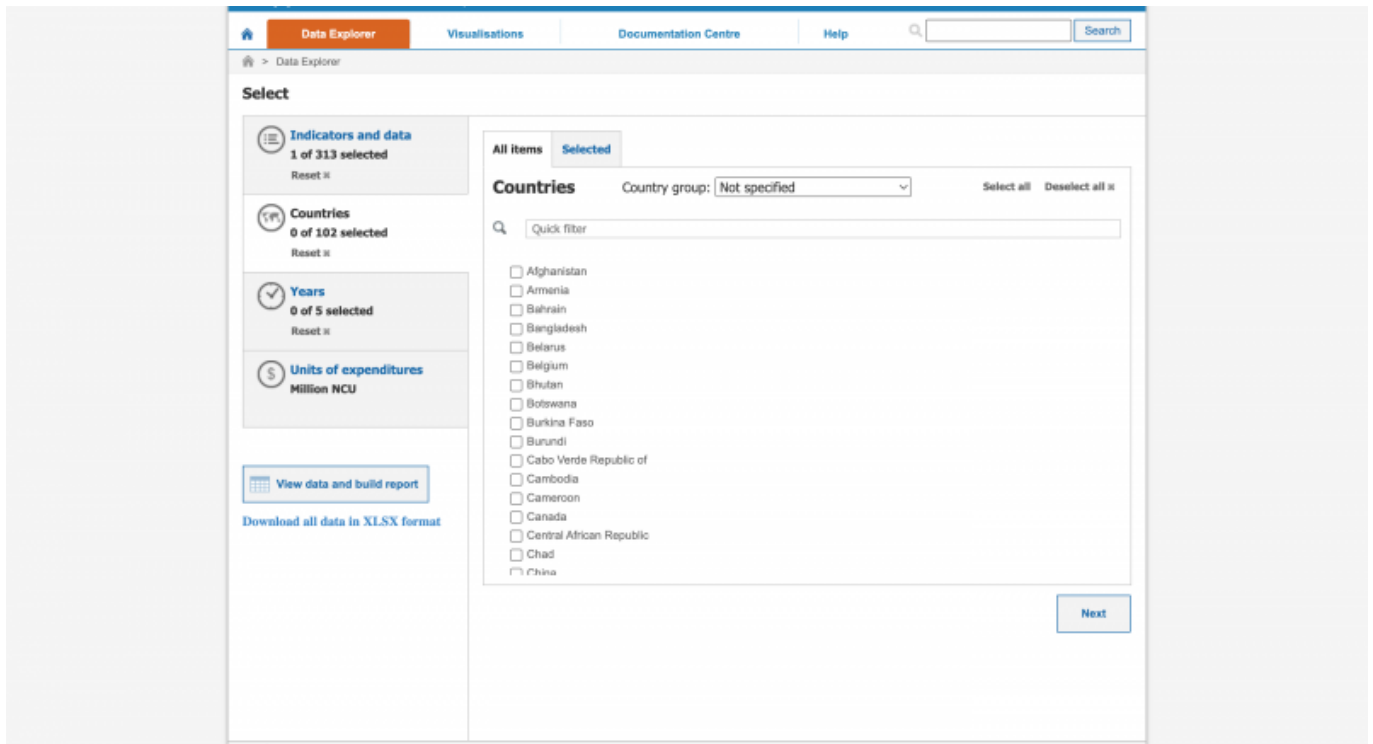 Data Explorer Visualisations Documentation Centre Help Search
> Data Explorer
Select
Indicators and data
1 of 313 selected
Reset x
Countries
0 of 102 selected
Reset x
Years
0 of 5 selected
Reset x
Units of expenditures
Million NCU
View data and build report
Download all data in XLSX format
All items Selected
Countries Country group: Not specified Select all Deselect all x
Quick filter
Afghanistan
Armenia
Bahrain
Bangladesh
Belarus
Belgium
Bhutan
Botswana
Burkina Faso
Burundi
Cabo Verde Republic of
Cambodia
Cameroon
Canada
Central African Republic
Chad
China
Next